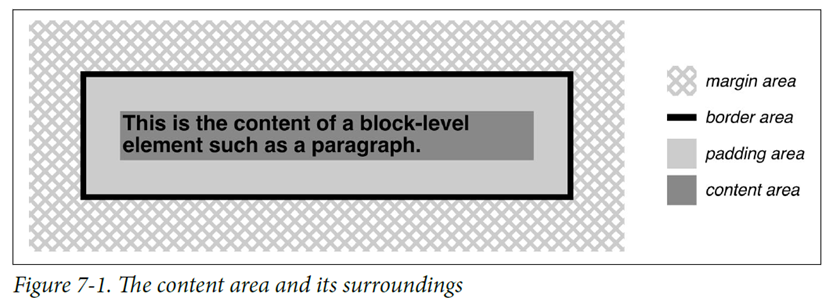 This is the content of a block-level
element such as a paragraph.
margin area
border area
padding area
content area
Figure 7-1. The content area and its surroundings